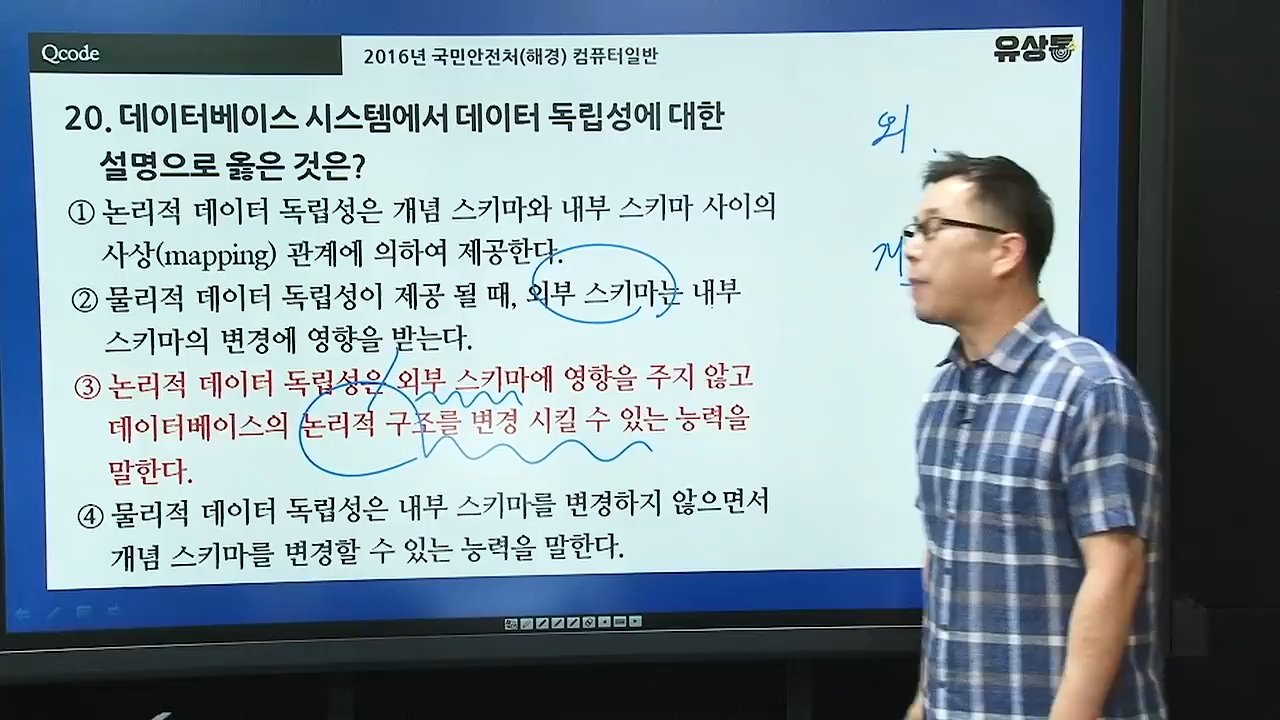 Qcode
2016년 국민안전처(해경) 컴퓨터일반
유상통
20. 데이터베이스 시스템에서 데이터 독립성에 대한
설명으로 옳은 것은?
① 논리적 데이터 독립성은 개념 스키마와 내부 스키마 사이의
사상(mapping) 관계에 의하여 제공한다.
② 물리적 데이터 독립성이 제공 될 때, 외부 스키마는 내부
스키마의 변경에 영향을 받는다.
③ 논리적 데이터 독립성은 외부 스키마에 영향을 주지 않고
데이터베이스의 논리적 구조를 변경 시킬 수 있는 능력을
말한다.
④ 물리적 데이터 독립성은 내부 스키마를 변경하지 않으면서
개념 스키마를 변경할 수 있는 능력을 말한다.
외